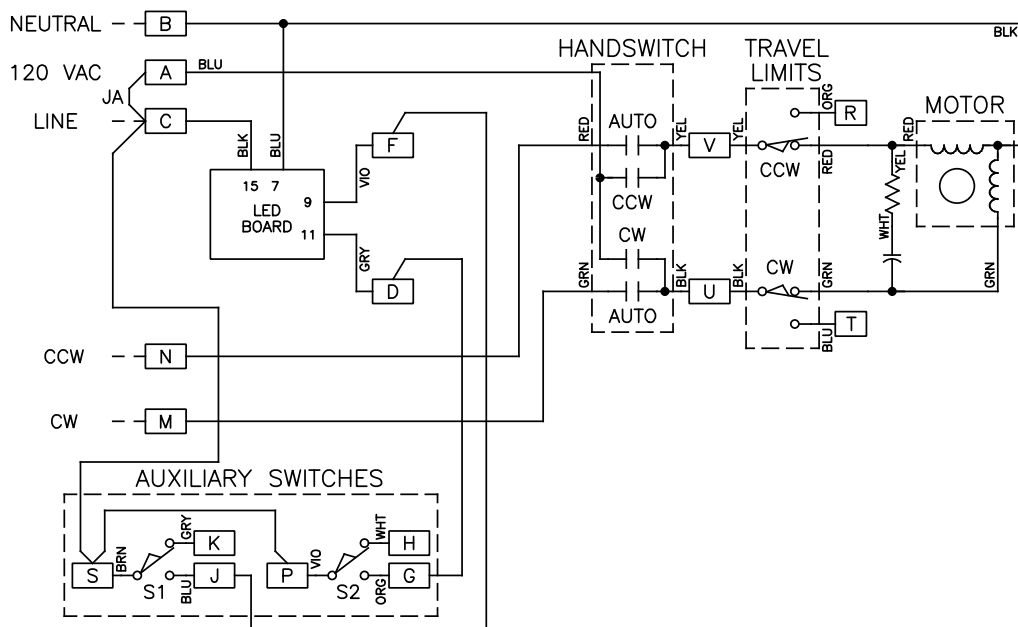 NEUTRAL B BLK
HANDSWITCH TRAVEL
LIMITS
120 VAC A BLU
JA
LINE C
BLK BLU
AUTO
RED YEL V YEL
ORG R
CCW RED
MOTOR
RED
YEL
WHT
GRN
F
VIO
15 7
9
LED
BOARD
11
GRY
D
CCW
CW
GRN BLK U BLK
CW GRN
AUTO
BLU T
CCW N
CW M
AUXILIARY SWITCHES
GRY K
WHT H
S BRN
S1
BLU J
P VIO
S2
ORG G